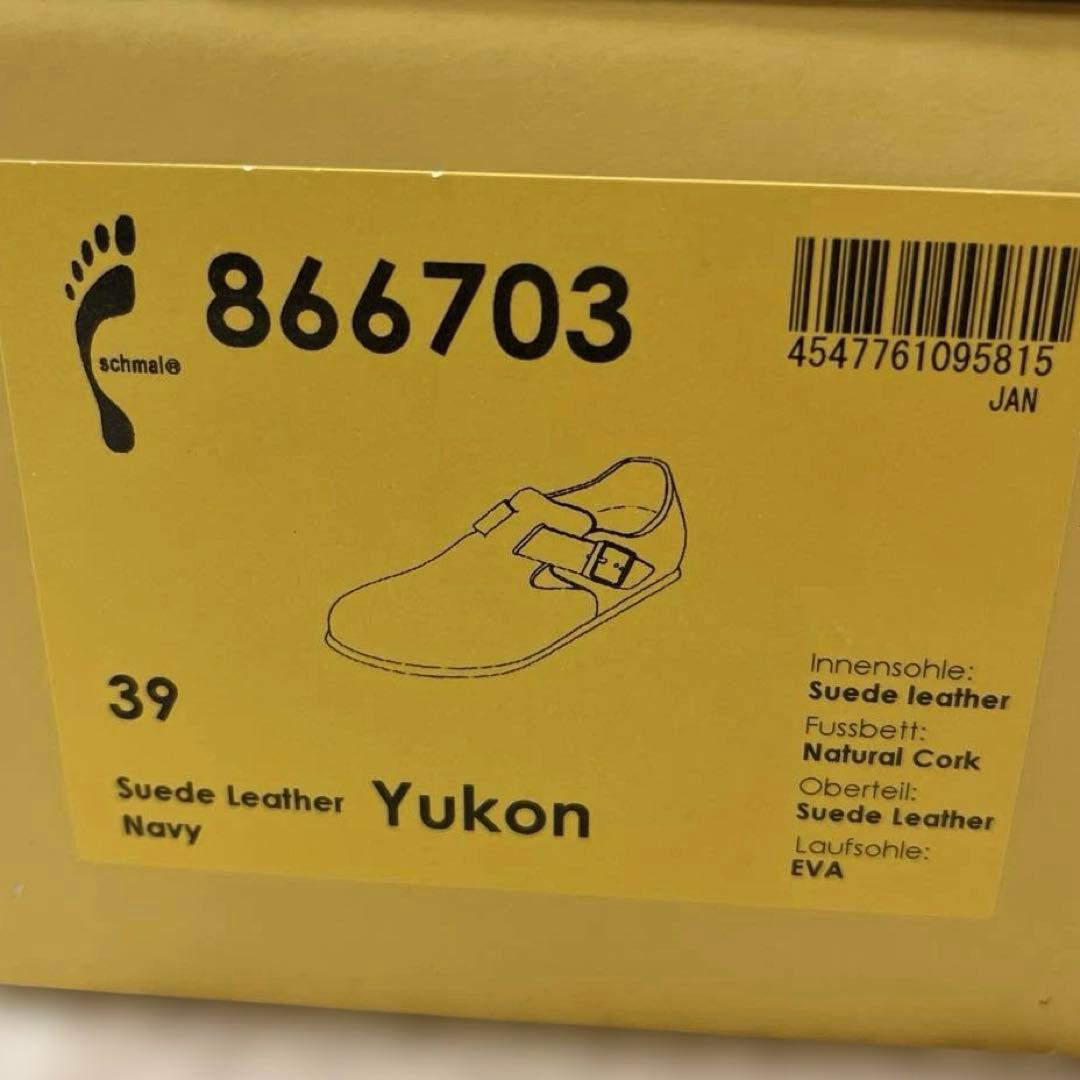 866703
schmal®
4547761095815
JAN
39
Suede Leather Yukon
Navy
Innensohle:
Suede leather
Fussbett:
Natural Cork
Oberteil:
Suede Leather
Laufsohle:
EVA